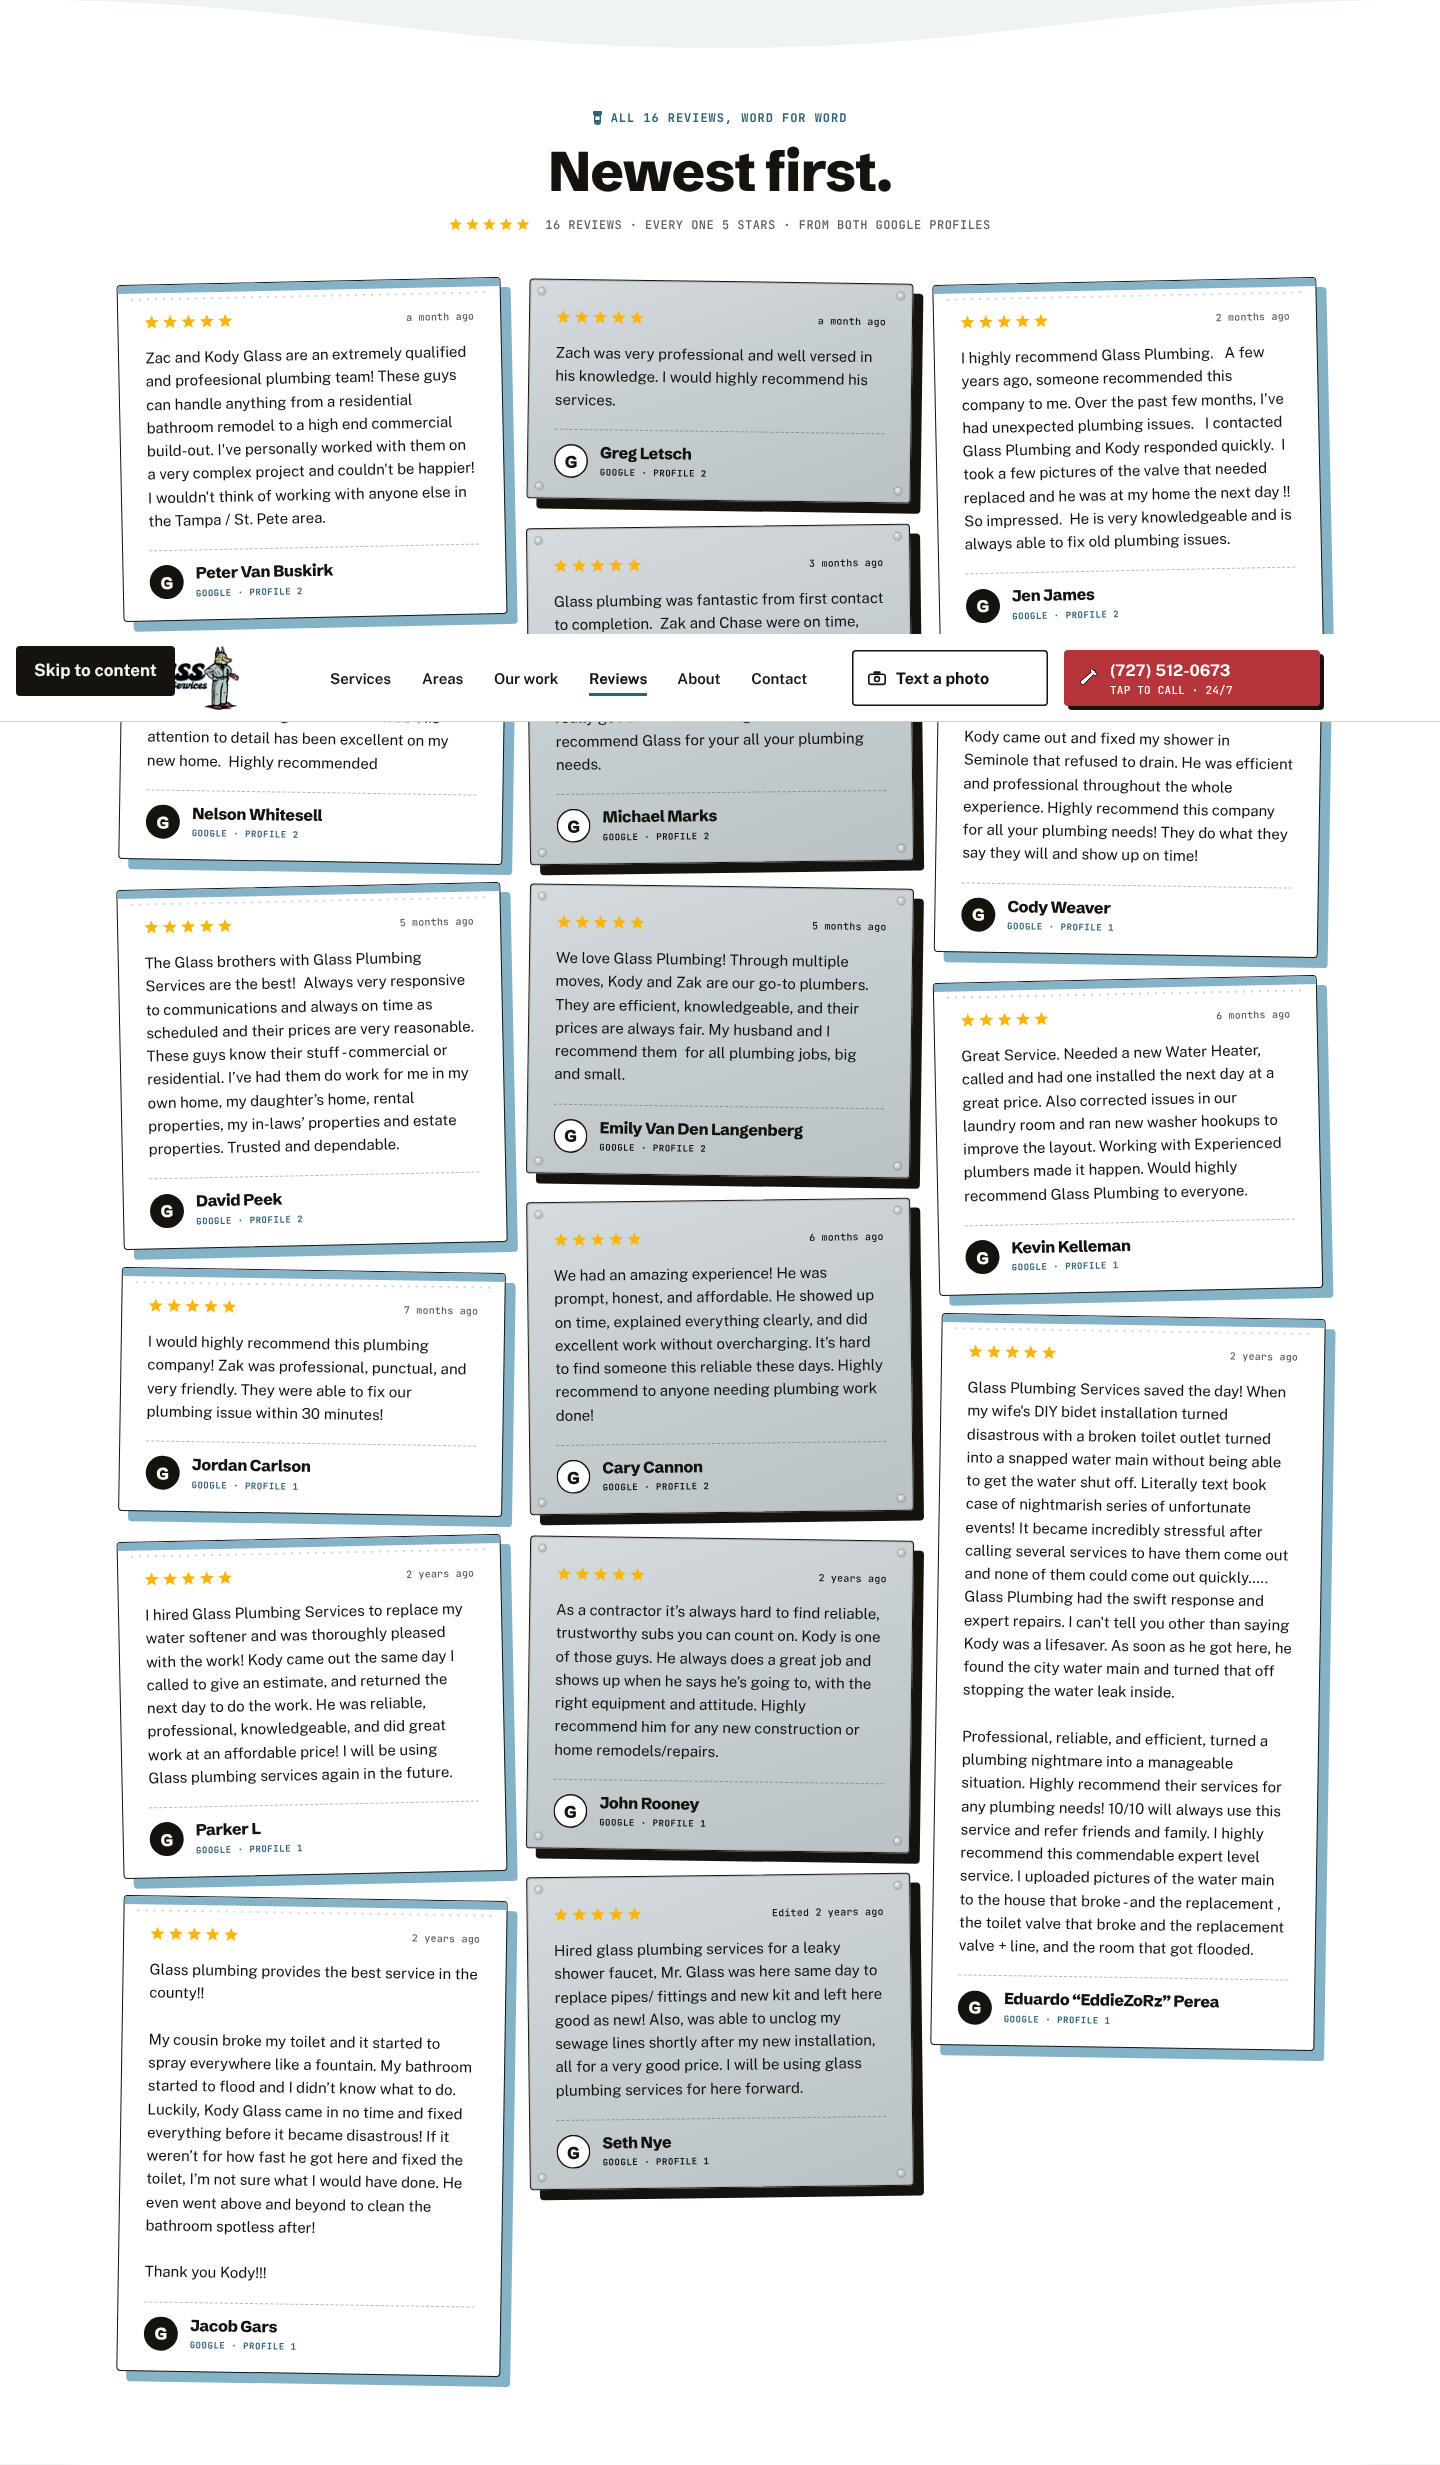 ALL 16 REVIEWS, WORD FOR WORD
Newest first.
16 REVIEWS · EVERY ONE 5 STARS · FROM BOTH GOOGLE PROFILES
a month ago
Zac and Kody Glass are an extremely qualified
and profeesional plumbing team! These guys
can handle anything from a residential
bathroom remodel to a high end commercial
build-out. I've personally worked with them on
a very complex project and couldn't be happier!
I wouldn't think of working with anyone else in
the Tampa / St. Pete area.
G
Peter Van Buskirk
GOOGLE · PROFILE 2
a month ago
Zach was very professional and well versed in
his knowledge. I would highly recommend his
services.
G
Greg Letsch
GOOGLE · PROFILE 2
2 months ago
I highly recommend Glass Plumbing.   A few
years ago, someone recommended this
company to me. Over the past few months, I've
had unexpected plumbing issues.   I contacted
Glass Plumbing and Kody responded quickly.  I
took a few pictures of the valve that needed
replaced and he was at my home the next day !!
So impressed.  He is very knowledgeable and is
always able to fix old plumbing issues.
G
Jen James
GOOGLE · PROFILE 2
3 months ago
Glass plumbing was fantastic from first contact
to completion.  Zak and Chase were on time,
Skip to content
Services
Areas
Our work
Reviews
About
Contact
Text a photo
(727) 512-0673
TAP TO CALL · 24/7
attention to detail has been excellent on my
new home.  Highly recommended
G
Nelson Whitesell
GOOGLE · PROFILE 2
recommend Glass for your all your plumbing
needs.
G
Michael Marks
GOOGLE · PROFILE 2
Kody came out and fixed my shower in
Seminole that refused to drain. He was efficient
and professional throughout the whole
experience. Highly recommend this company
for all your plumbing needs! They do what they
say they will and show up on time!
G
Cody Weaver
GOOGLE · PROFILE 1
5 months ago
The Glass brothers with Glass Plumbing
Services are the best!  Always very responsive
to communications and always on time as
scheduled and their prices are very reasonable.
These guys know their stuff - commercial or
residential. I've had them do work for me in my
own home, my daughter's home, rental
properties, my in-laws' properties and estate
properties. Trusted and dependable.
G
David Peek
GOOGLE · PROFILE 2
5 months ago
We love Glass Plumbing! Through multiple
moves, Kody and Zak are our go-to plumbers.
They are efficient, knowledgeable, and their
prices are always fair. My husband and I
recommend them  for all plumbing jobs, big
and small.
G
Emily Van Den Langenberg
GOOGLE · PROFILE 2
6 months ago
Great Service. Needed a new Water Heater,
called and had one installed the next day at a
great price. Also corrected issues in our
laundry room and ran new washer hookups to
improve the layout. Working with Experienced
plumbers made it happen. Would highly
recommend Glass Plumbing to everyone.
G
Kevin Kelleman
GOOGLE · PROFILE 1
7 months ago
I would highly recommend this plumbing
company! Zak was professional, punctual, and
very friendly. They were able to fix our
plumbing issue within 30 minutes!
G
Jordan Carlson
GOOGLE · PROFILE 1
6 months ago
We had an amazing experience! He was
prompt, honest, and affordable. He showed up
on time, explained everything clearly, and did
excellent work without overcharging. It's hard
to find someone this reliable these days. Highly
recommend to anyone needing plumbing work
done!
G
Cary Cannon
GOOGLE · PROFILE 2
2 years ago
Glass Plumbing Services saved the day! When
my wife's DIY bidet installation turned
disastrous with a broken toilet outlet turned
into a snapped water main without being able
to get the water shut off. Literally text book
case of nightmarish series of unfortunate
events! It became incredibly stressful after
calling several services to have them come out
and none of them could come out quickly.....
Glass Plumbing had the swift response and
expert repairs. I can't tell you other than saying
Kody was a lifesaver. As soon as he got here, he
found the city water main and turned that off
stopping the water leak inside.
Professional, reliable, and efficient, turned a
plumbing nightmare into a manageable
situation. Highly recommend their services for
any plumbing needs! 10/10 will always use this
service and refer friends and family. I highly
recommend this commendable expert level
service. I uploaded pictures of the water main
to the house that broke - and the replacement ,
the toilet valve that broke and the replacement
valve + line, and the room that got flooded.
G
Eduardo “EddieZoRz” Perea
GOOGLE · PROFILE 1
2 years ago
I hired Glass Plumbing Services to replace my
water softener and was thoroughly pleased
with the work! Kody came out the same day I
called to give an estimate, and returned the
next day to do the work. He was reliable,
professional, knowledgeable, and did great
work at an affordable price! I will be using
Glass plumbing services again in the future.
G
Parker L
GOOGLE · PROFILE 1
2 years ago
As a contractor it's always hard to find reliable,
trustworthy subs you can count on. Kody is one
of those guys. He always does a great job and
shows up when he says he's going to, with the
right equipment and attitude. Highly
recommend him for any new construction or
home remodels/repairs.
G
John Rooney
GOOGLE · PROFILE 1
2 years ago
Glass plumbing provides the best service in the
county!!
My cousin broke my toilet and it started to
spray everywhere like a fountain. My bathroom
started to flood and I didn't know what to do.
Luckily, Kody Glass came in no time and fixed
everything before it became disastrous! If it
weren't for how fast he got here and fixed the
toilet, I'm not sure what I would have done. He
even went above and beyond to clean the
bathroom spotless after!
Thank you Kody!!!
G
Jacob Gars
GOOGLE · PROFILE 1
Edited 2 years ago
Hired glass plumbing services for a leaky
shower faucet, Mr. Glass was here same day to
replace pipes/ fittings and new kit and left here
good as new! Also, was able to unclog my
sewage lines shortly after my new installation,
all for a very good price. I will be using glass
plumbing services for here forward.
G
Seth Nye
GOOGLE · PROFILE 1